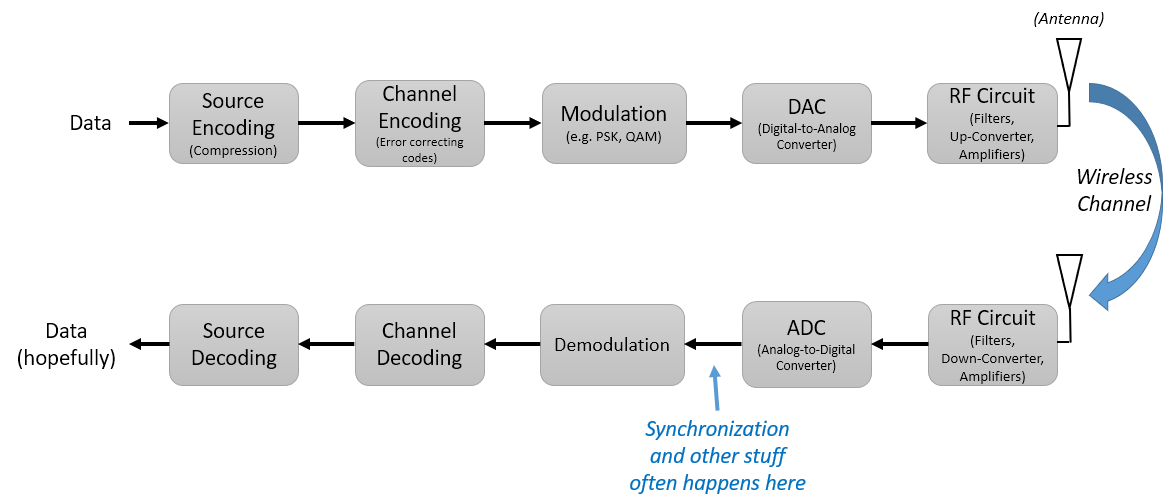 (Antenna)
Data
Source
Encoding
(Compression)
Channel
Encoding
(Error correcting
codes)
Modulation
(e.g. PSK, QAM)
DAC
(Digital-to-Analog
Converter)
RF Circuit
(Filters,
Up-Converter,
Amplifiers)
Wireless
Channel
Data
(hopefully)
Source
Decoding
Channel
Decoding
Demodulation
ADC
(Analog-to-Digital
Converter)
RF Circuit
(Filters,
Down-Converter,
Amplifiers)
Synchronization
and other stuff
often happens here